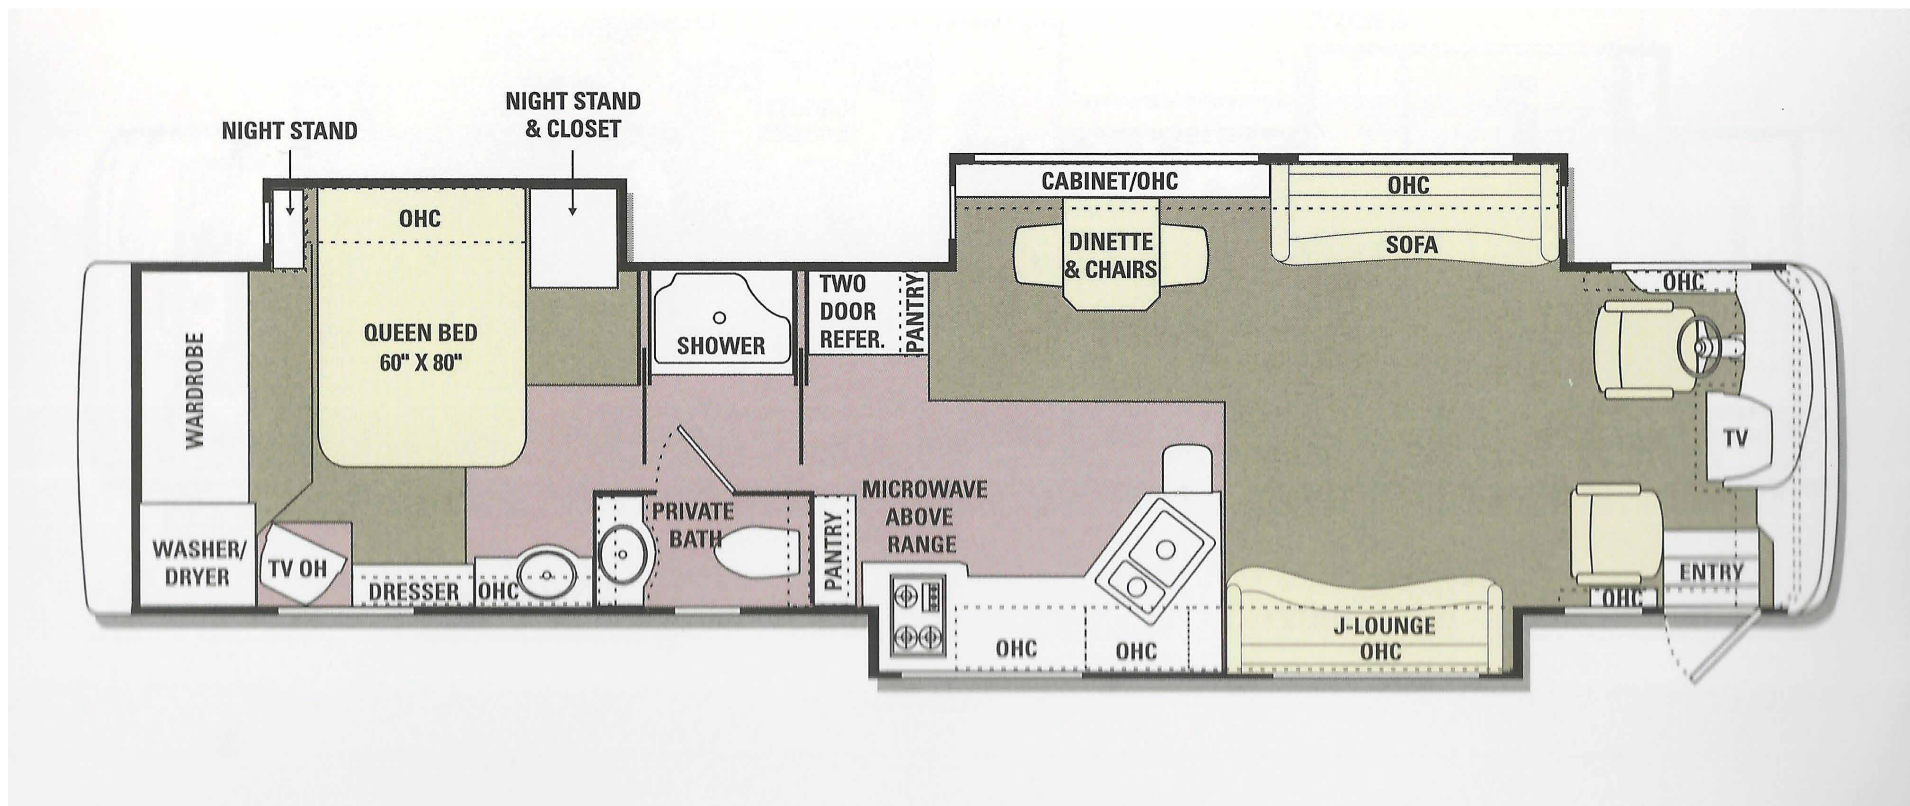 NIGHT STAND
NIGHT STAND
& CLOSET
OHC
QUEEN BED
60" X 80"
WARDROBE
WASHER/
DRYER
TV OH
DRESSER
OHC
SHOWER
PRIVATE
BATH
TWO
DOOR
REFER.
PANTRY
PANTRY
MICROWAVE
ABOVE
RANGE
OHC
OHC
CABINET/OHC
DINETTE
& CHAIRS
OHC
SOFA
J-LOUNGE
OHC
OHC
TV
ENTRY
OHC